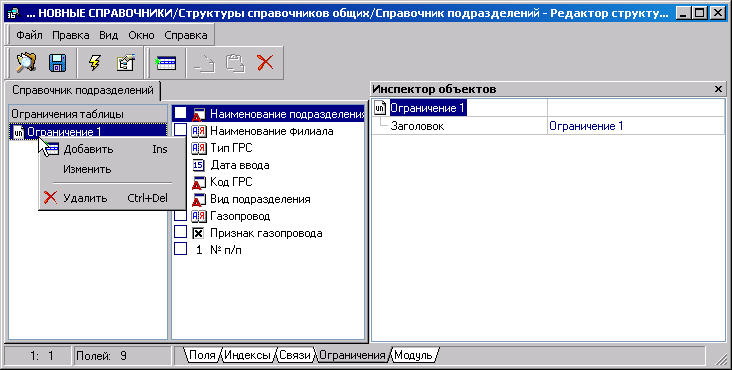 ... НОВНЫЕ СПРАВОЧНИКИ/Структуры справочников общих/Справочник подразделений - Редактор структу...
Файл Правка Вид Окно Справка
Справочник подразделений
Ограничения таблицы
Ограничение 1
Добавить Ins
Изменить
Удалить Ctrl+Del
Наименование подразделения
Наименование филиала
Тип ГРС
Дата ввода
Код ГРС
Вид подразделения
Газопровод
Признак газопровода
1 № п/п
Инспектор объектов
Ограничение 1
Заголовок Ограничение 1
1: 1 Полей: 9 Поля Индексы Связи Ограничения Модуль